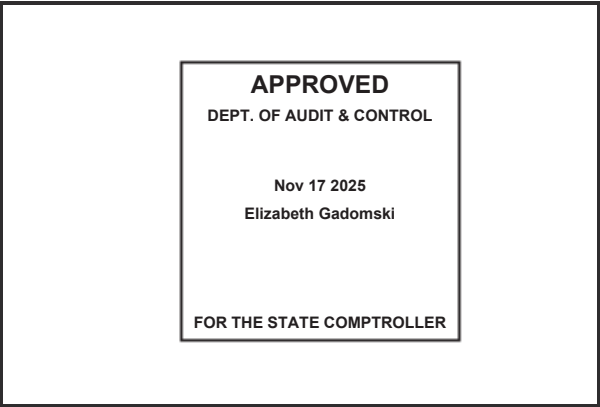 APPROVED
DEPT. OF AUDIT & CONTROL
Nov 17 2025
Elizabeth Gadomski
FOR THE STATE COMPTROLLER